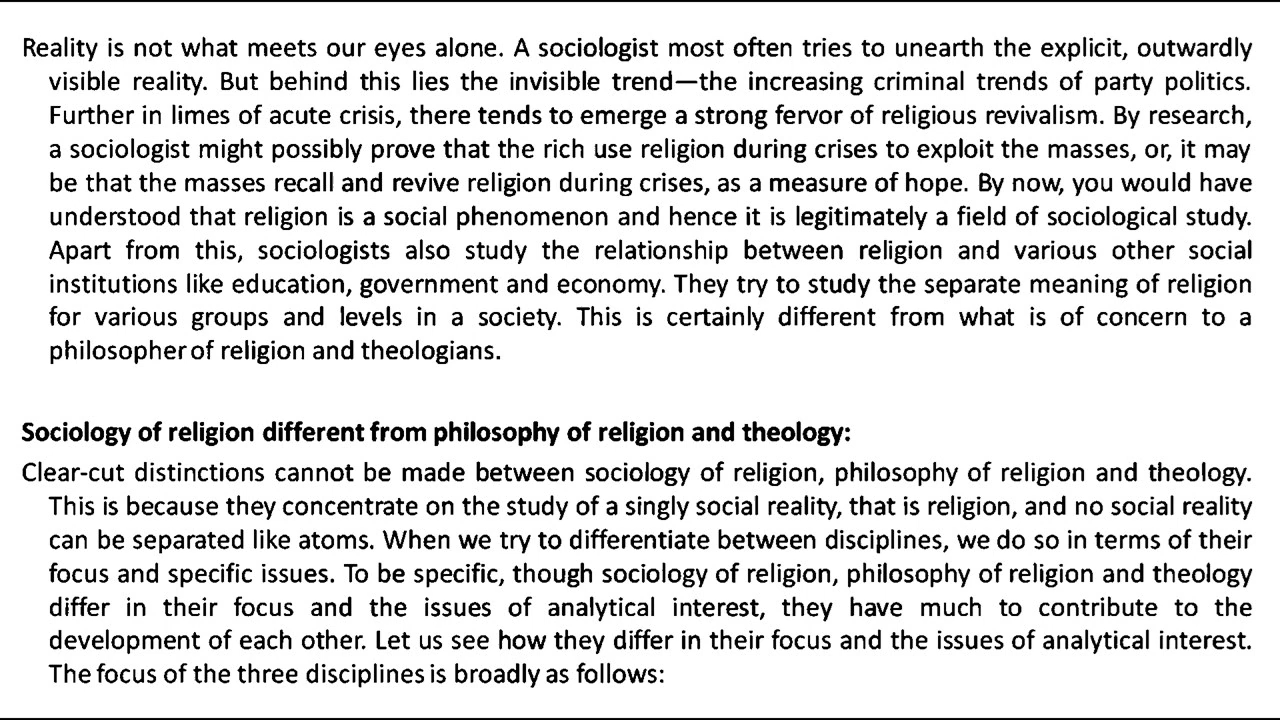 Reality is not what meets our eyes alone. A sociologist most often tries to unearth the explicit, outwardly
visible reality. But behind this lies the invisible trend—the increasing criminal trends of party politics.
Further in limes of acute crisis, there tends to emerge a strong fervor of religious revivalism. By research,
a sociologist might possibly prove that the rich use religion during crises to exploit the masses, or, it may
be that the masses recall and revive religion during crises, as a measure of hope. By now, you would have
understood that religion is a social phenomenon and hence it is legitimately a field of sociological study.
Apart from this, sociologists also study the relationship between religion and various other social
institutions like education, government and economy. They try to study the separate meaning of religion
for various groups and levels in a society. This is certainly different from what is of concern to a
philosopher of religion and theologians.
Sociology of religion different from philosophy of religion and theology:
Clear-cut distinctions cannot be made between sociology of religion, philosophy of religion and theology.
This is because they concentrate on the study of a singly social reality, that is religion, and no social reality
can be separated like atoms. When we try to differentiate between disciplines, we do so in terms of their
focus and specific issues. To be specific, though sociology of religion, philosophy of religion and theology
differ in their focus and the issues of analytical interest, they have much to contribute to the
development of each other. Let us see how they differ in their focus and the issues of analytical interest.
The focus of the three disciplines is broadly as follows: